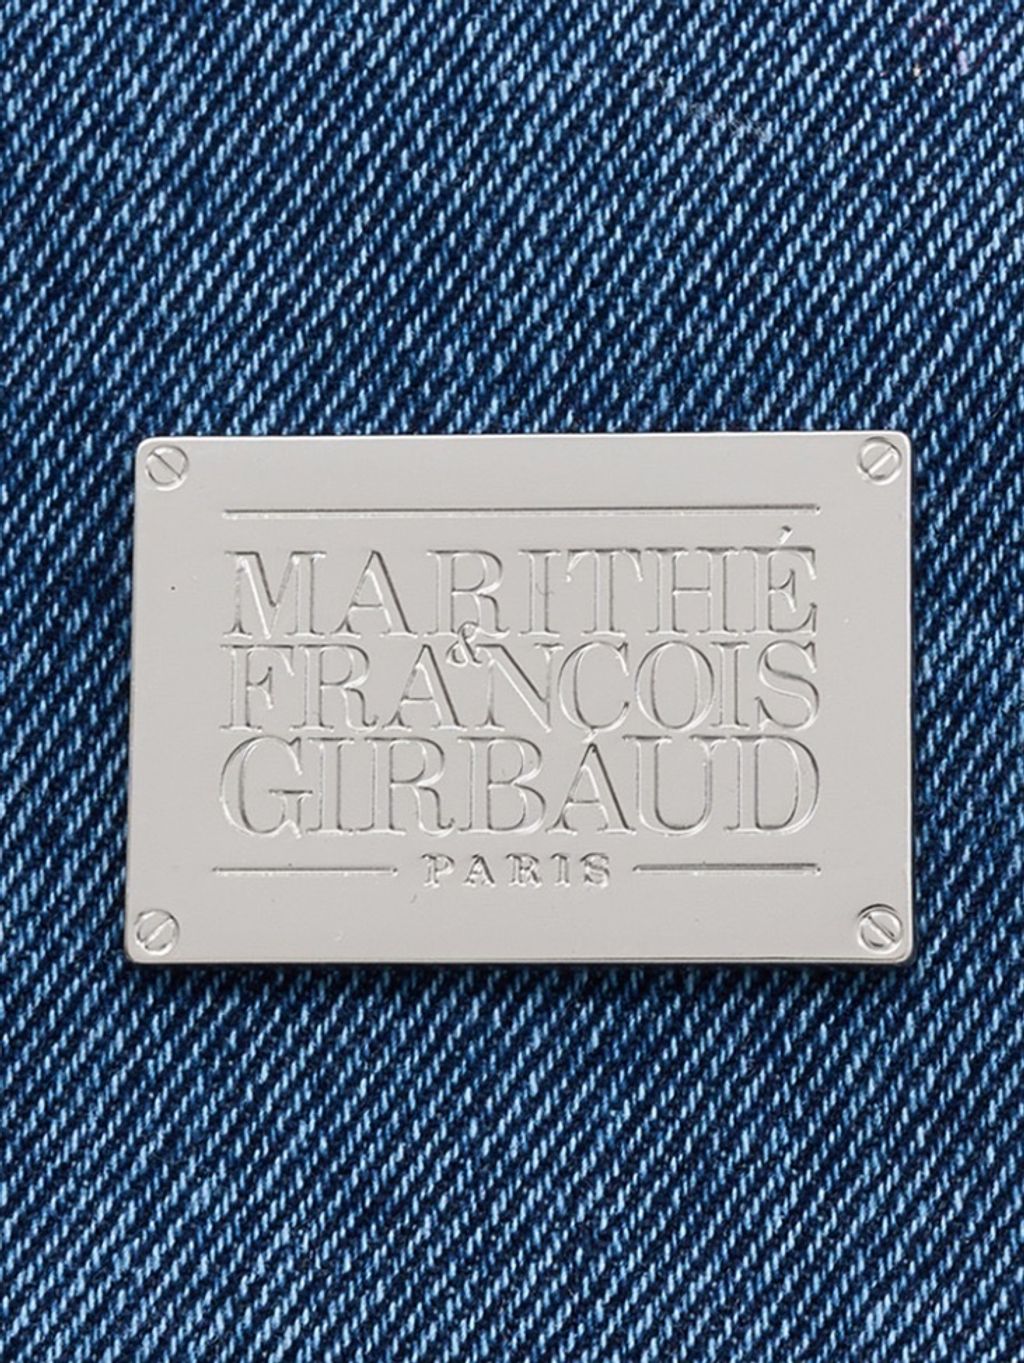 MARITHÉ
&
FRANÇOIS
GIRBAUD
PARIS